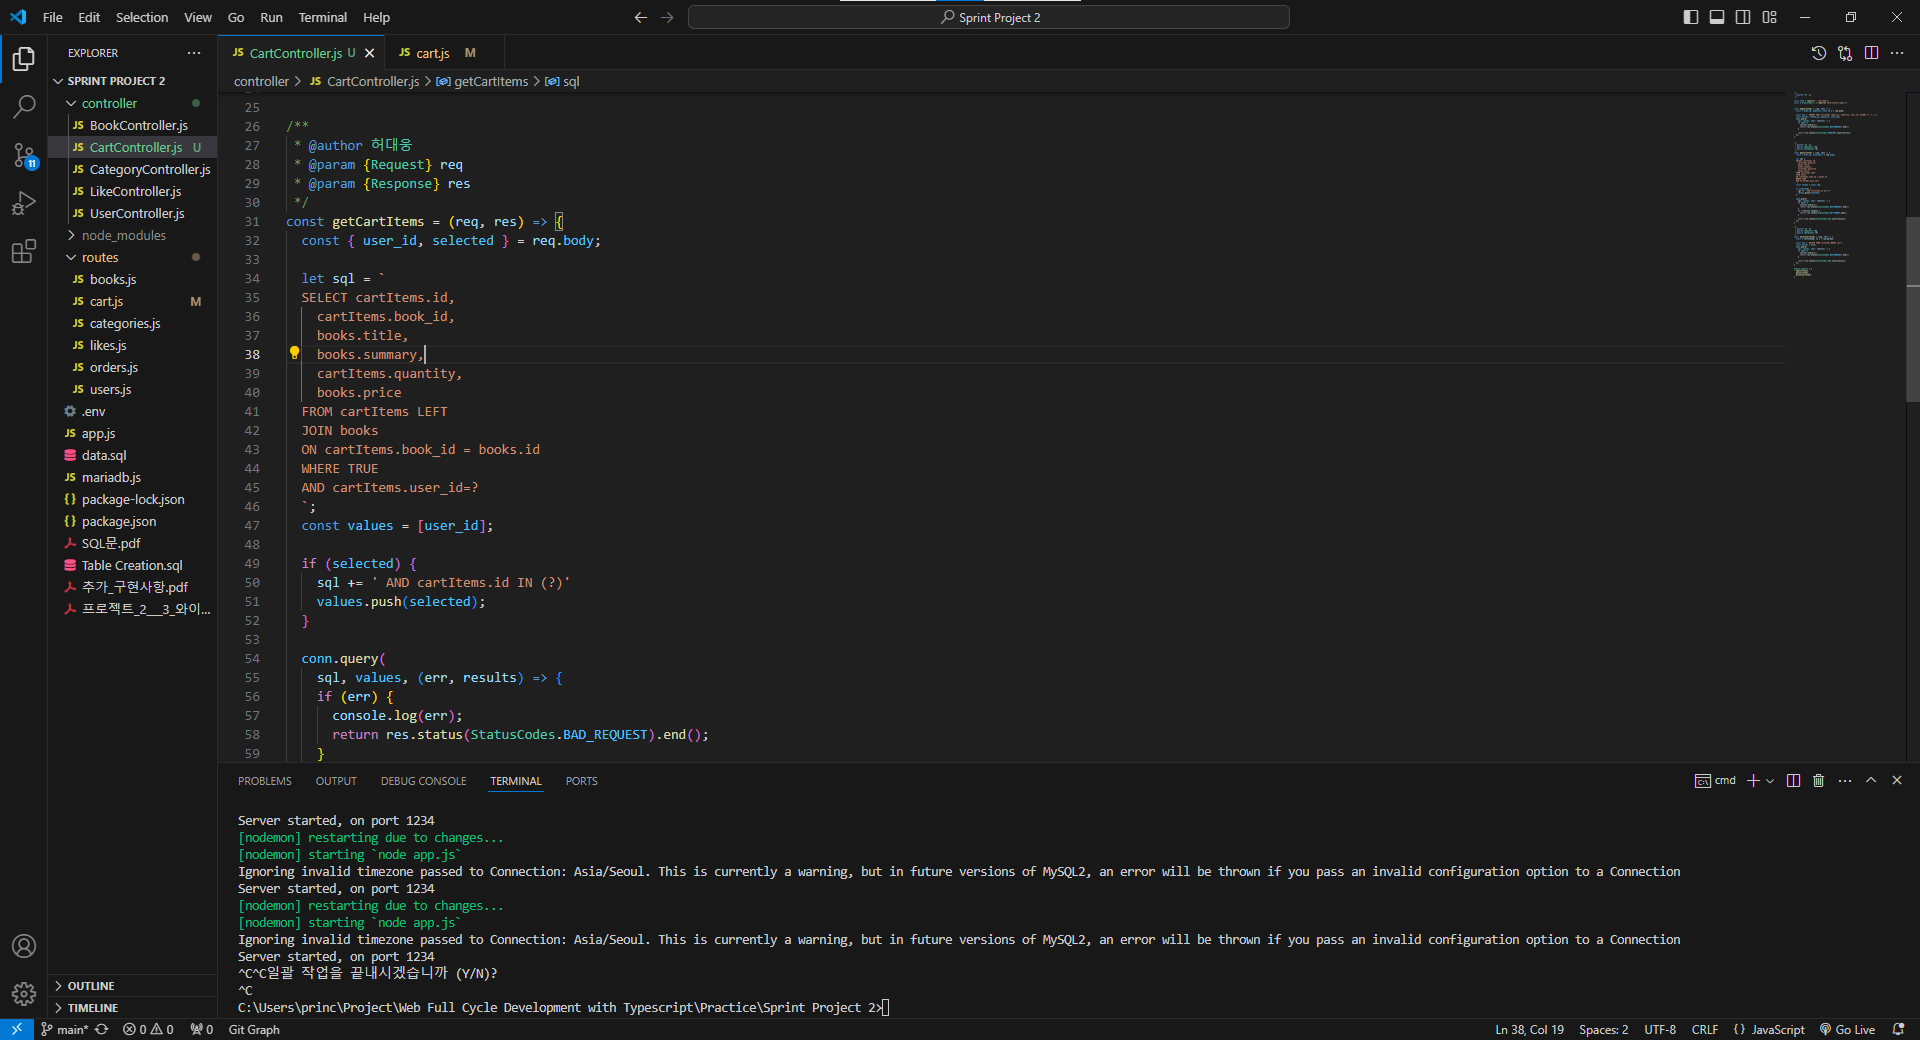 File Edit Selection View Go Run Terminal Help
Sprint Project 2
EXPLORER
SPRINT PROJECT 2
controller
BookController.js
CartController.js U
CategoryController.js
LikeController.js
UserController.js
node_modules
routes
books.js
cart.js M
categories.js
likes.js
orders.js
users.js
.env
app.js
data.sql
mariadb.js
package-lock.json
package.json
SQL문.pdf
Table Creation.sql
추가_구현사항.pdf
프로젝트_2__3_와이...
OUTLINE
TIMELINE
JS CartController.js U
JS cart.js M
controller > JS CartController.js > getCartItems > sql
25
26 /**
27 * @author 허대웅
28 * @param {Request} req
29 * @param {Response} res
30 */
31 const getCartItems = (req, res) => {
32 const { user_id, selected } = req.body;
33
34 let sql = `
35 SELECT cartItems.id,
36 cartItems.book_id,
37 books.title,
38 books.summary,
39 cartItems.quantity,
40 books.price
41 FROM cartItems LEFT
42 JOIN books
43 ON cartItems.book_id = books.id
44 WHERE TRUE
45 AND cartItems.user_id=?
46 `;
47 const values = [user_id];
48
49 if (selected) {
50 sql += ' AND cartItems.id IN (?)'
51 values.push(selected);
52 }
53
54 conn.query(
55 sql, values, (err, results) => {
56 if (err) {
57 console.log(err);
58 return res.status(StatusCodes.BAD_REQUEST).end();
59 }
PROBLEMS OUTPUT DEBUG CONSOLE TERMINAL PORTS
cmd
Server started, on port 1234
[nodemon] restarting due to changes...
[nodemon] starting `node app.js`
Ignoring invalid timezone passed to Connection: Asia/Seoul. This is currently a warning, but in future versions of MySQL2, an error will be thrown if you pass an invalid configuration option to a Connection
Server started, on port 1234
[nodemon] restarting due to changes...
[nodemon] starting `node app.js`
Ignoring invalid timezone passed to Connection: Asia/Seoul. This is currently a warning, but in future versions of MySQL2, an error will be thrown if you pass an invalid configuration option to a Connection
Server started, on port 1234
^C^C일괄 작업을 끝내시겠습니까 (Y/N)?
^C
C:\Users\princ\Project\Web Full Cycle Development with Typescript\Practice\Sprint Project 2>
main* 0 0 0 Git Graph
Ln 38, Col 19 Spaces: 2 UTF-8 CRLF {} JavaScript Go Live
11